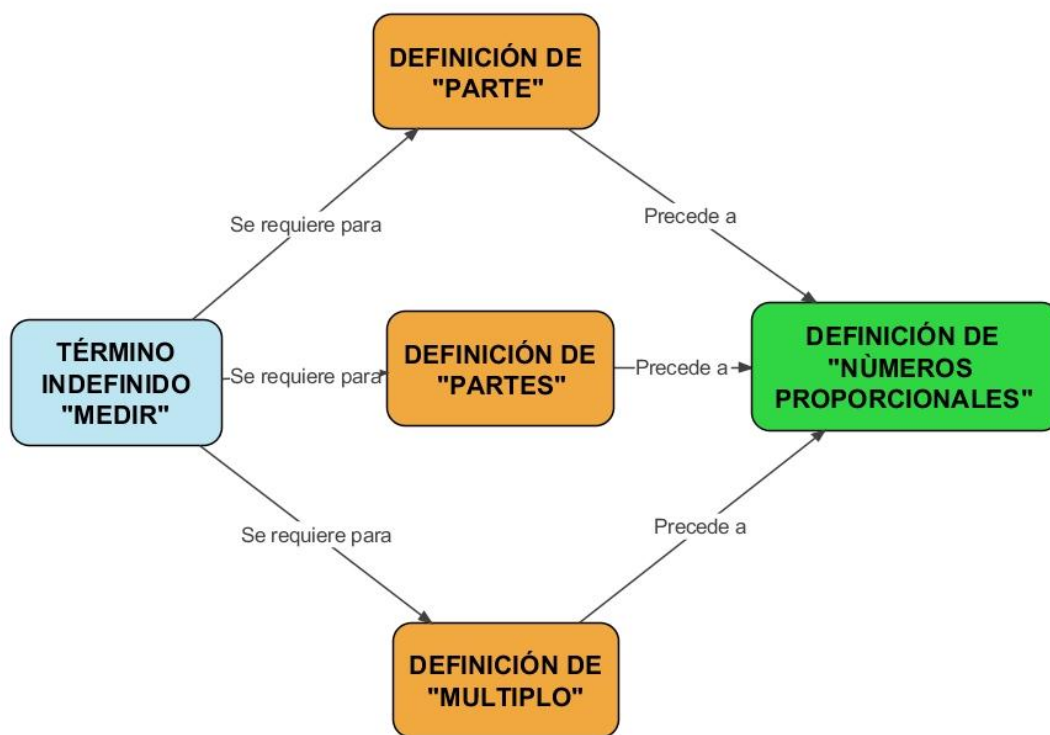 DEFINICIÓN DE
"PARTE"
Se requiere para
Precede a
TÉRMINO
INDEFINIDO
"MEDIR"
Se requiere para
DEFINICIÓN DE
"PARTES"
Precede a
DEFINICIÓN DE
"NÙMEROS
PROPORCIONALES"
Se requiere para
Precede a
DEFINICIÓN DE
"MULTIPLO"